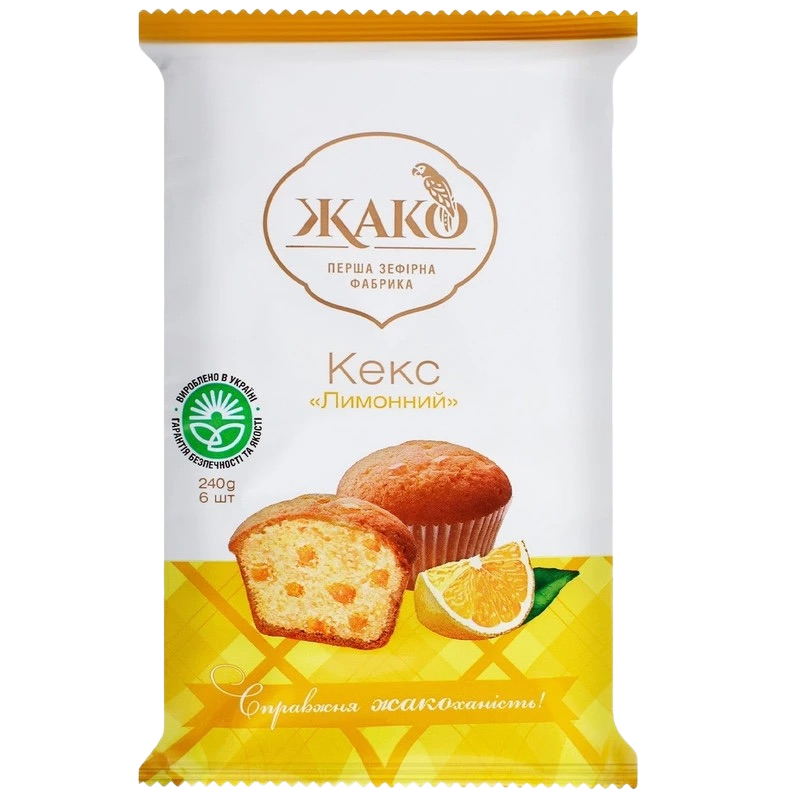 ЖАКО
ПЕРША ЗЕФІРНА
ФАБРИКА
Кекс
«Лимонний»
ВИРОБЛЕНО В УКРАЇНІ
ГАРАНТІЯ БЕЗПЕЧНОСТІ ТА ЯКОСТІ
240g
6 шт
Справжня жакоханість!